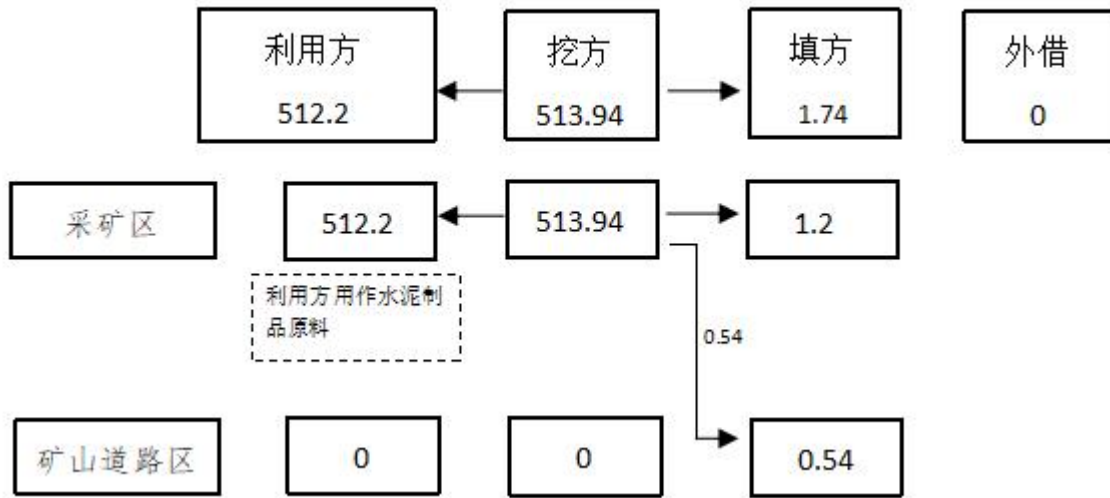 利用方 挖方 填方 外借
512.2 513.94 1.74 0
采矿区 512.2 513.94 1.2
利用方用作水泥制
品原料
0.54
矿山道路区 0 0 0.54